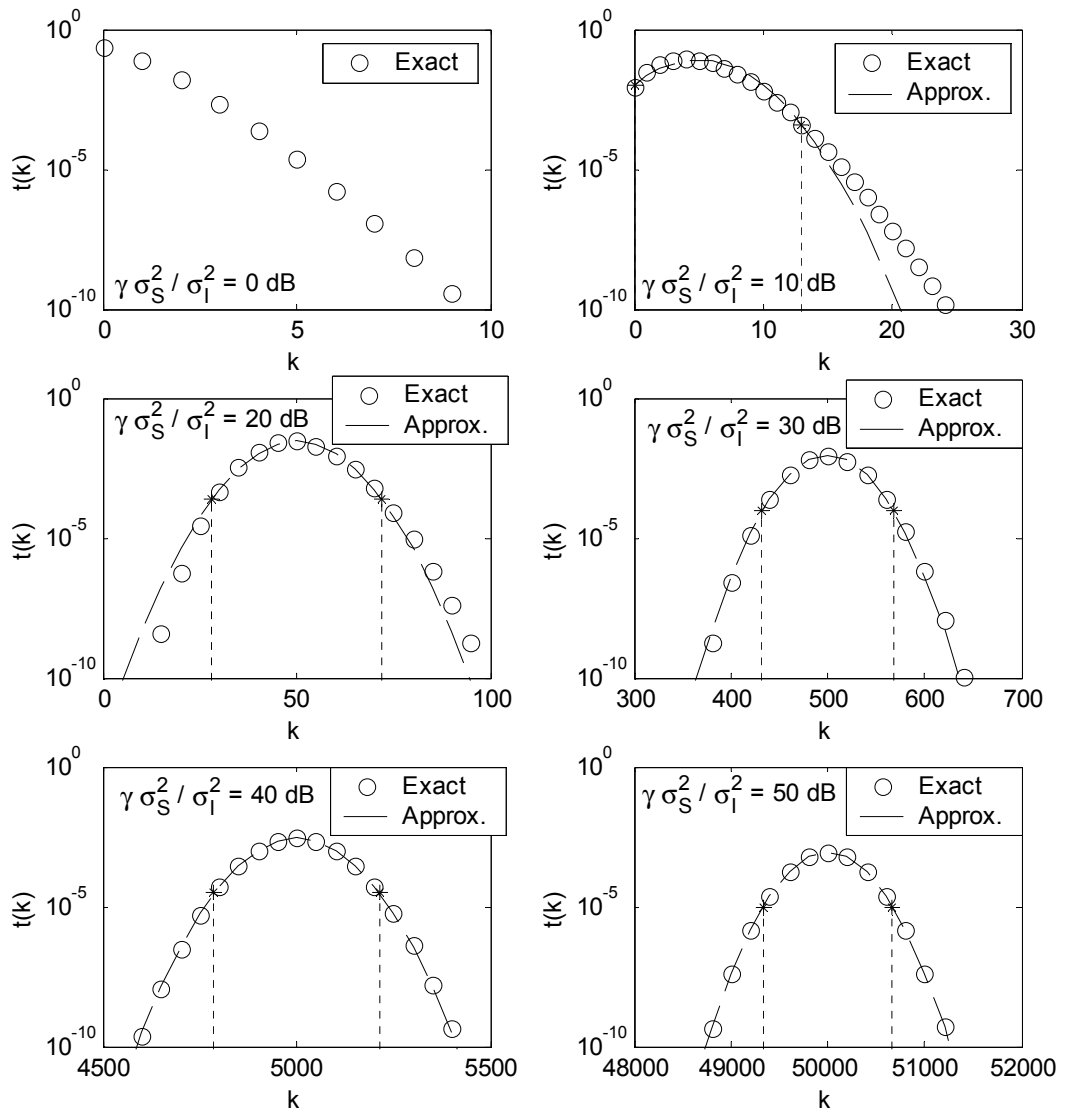 10^0
10^-5
10^-10
t(k)
Exact
γ σ_S^2 / σ_I^2 = 0 dB
0 5 10
k
10^0
10^-5
10^-10
t(k)
Exact
Approx.
γ σ_S^2 / σ_I^2 = 10 dB
0 10 20 30
k
10^0
10^-5
10^-10
t(k)
γ σ_S^2 / σ_I^2 = 20 dB
Exact
Approx.
0 50 100
k
10^0
10^-5
10^-10
t(k)
γ σ_S^2 / σ_I^2 = 30 dB
Exact
Approx.
300 400 500 600 700
k
10^0
10^-5
10^-10
t(k)
γ σ_S^2 / σ_I^2 = 40 dB
Exact
Approx.
4500 5000 5500
k
10^0
10^-5
10^-10
t(k)
γ σ_S^2 / σ_I^2 = 50 dB
Exact
Approx.
48000 49000 50000 51000 52000
k